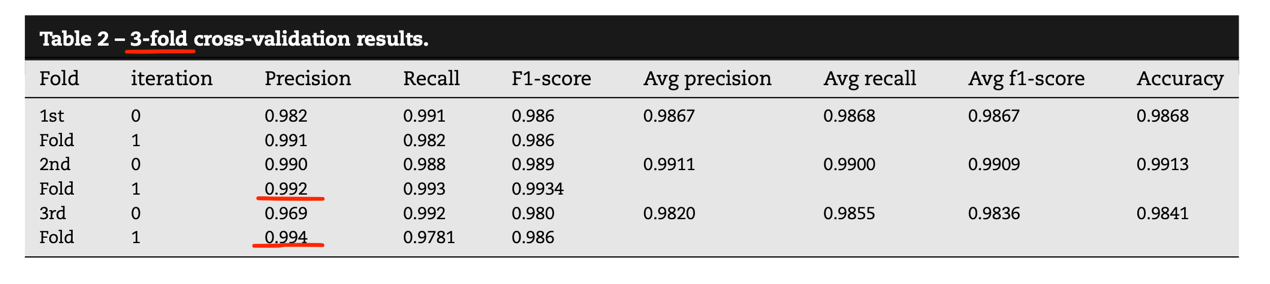 Table 2 – 3-fold cross-validation results.
Fold iteration Precision Recall F1-score Avg precision Avg recall Avg f1-score Accuracy
1st 0 0.982 0.991 0.986 0.9867 0.9868 0.9867 0.9868
Fold 1 0.991 0.982 0.986
2nd 0 0.990 0.988 0.989 0.9911 0.9900 0.9909 0.9913
Fold 1 0.992 0.993 0.9934
3rd 0 0.969 0.992 0.980 0.9820 0.9855 0.9836 0.9841
Fold 1 0.994 0.9781 0.986